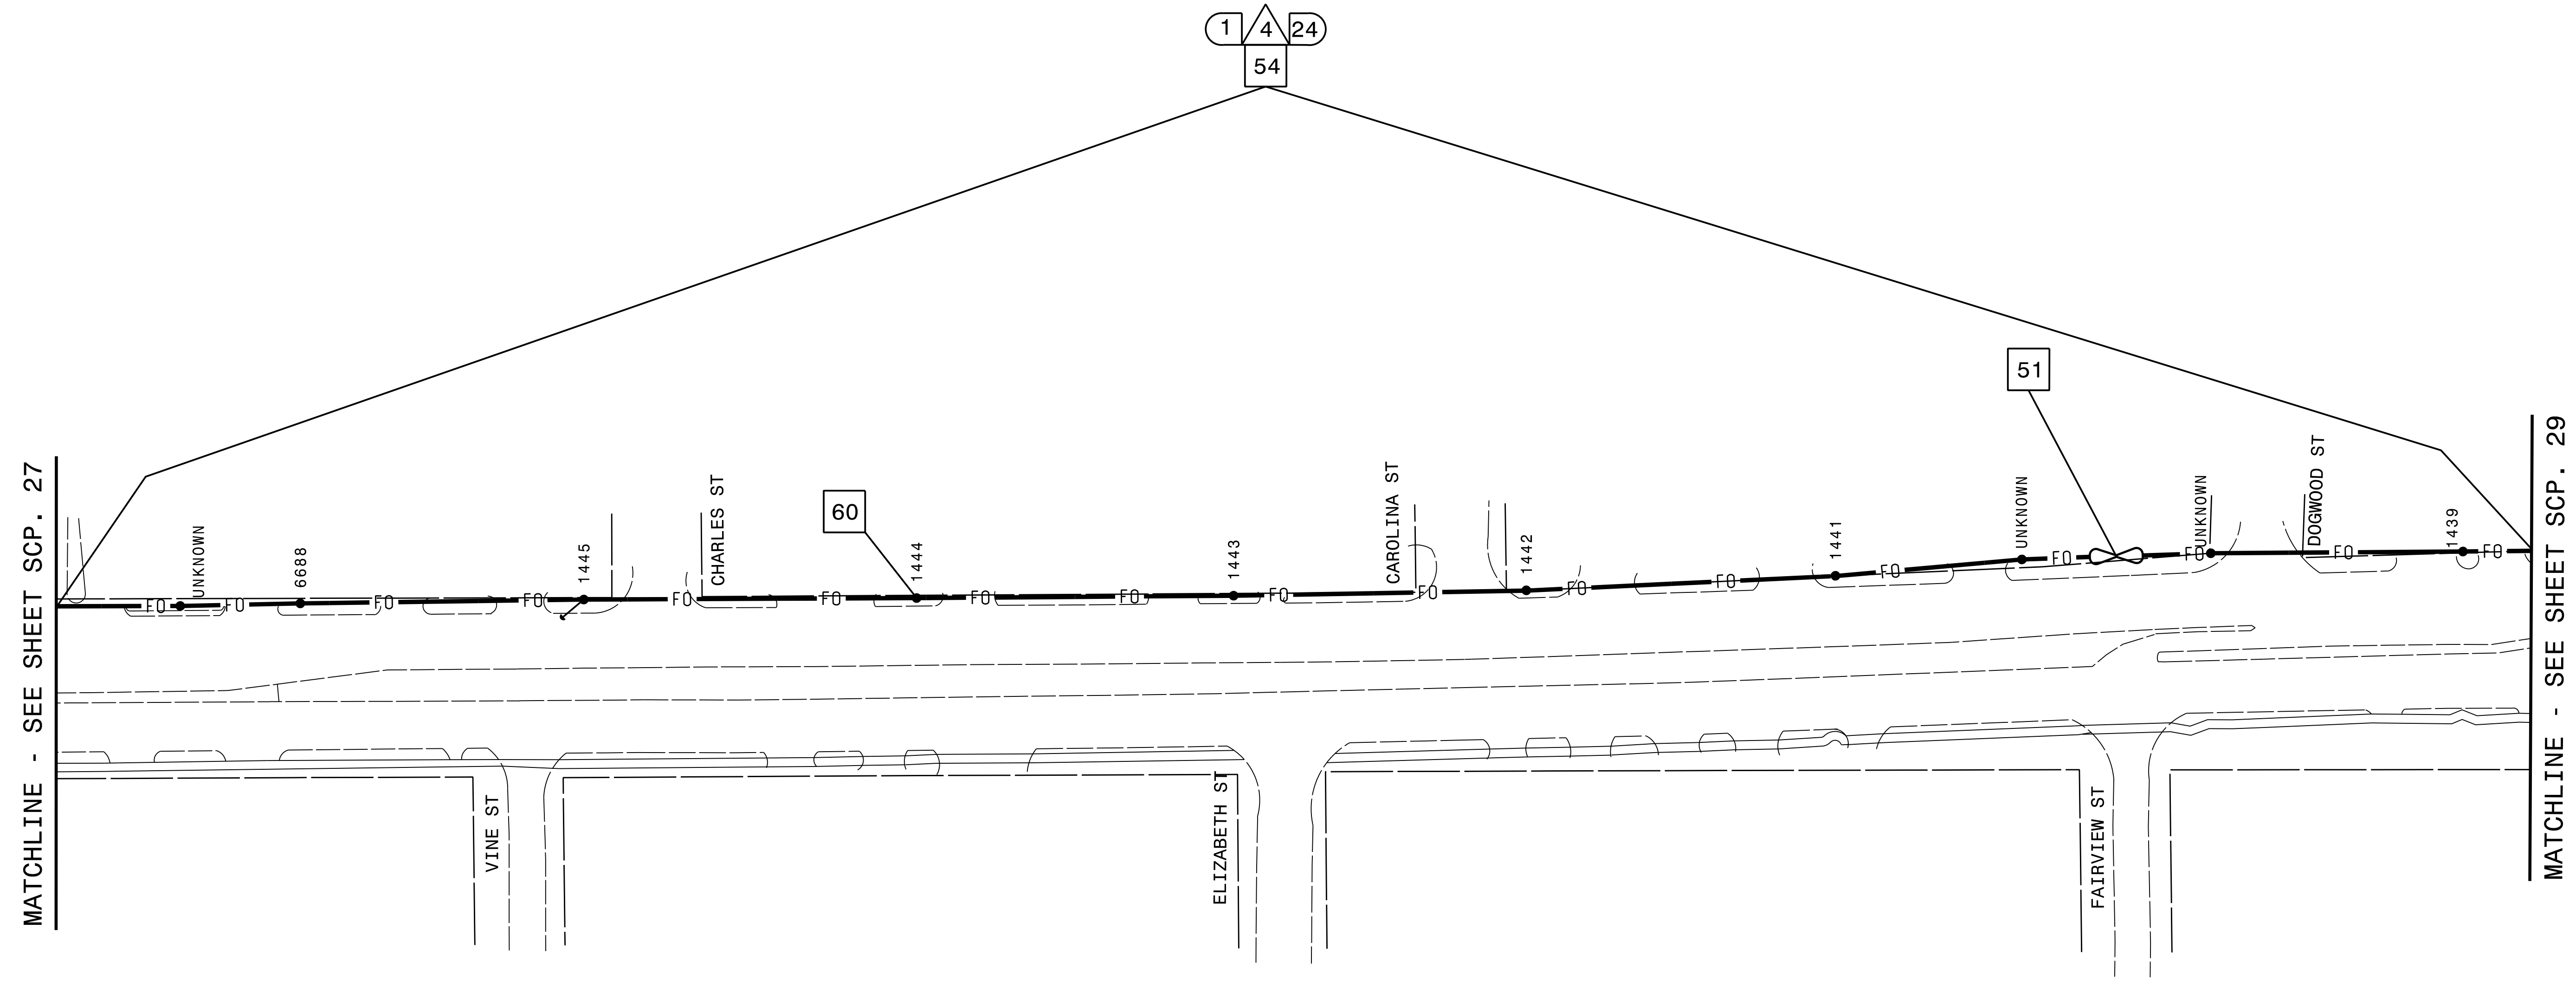 1 4 24
54
51
60
MATCHLINE - SEE SHEET SCP. 27
MATCHLINE - SEE SHEET SCP. 29
UNKNOWN
6688
1445
CHARLES ST
1444
1443
CAROLINA ST
1442
1441
UNKNOWN
UNKNOWN
DOGWOOD ST
1439
FO FO FO FO FO FO FO FO FO FO FO FO FO FO FO FO FO
VINE ST
ELIZABETH ST
FAIRVIEW ST